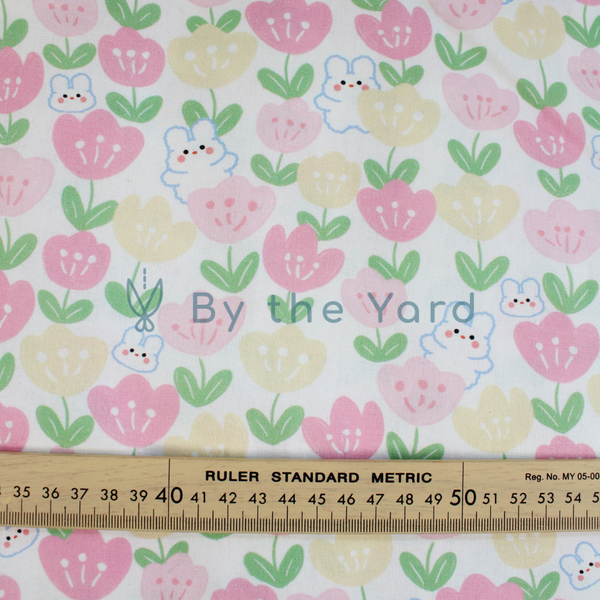 By the Yard
RULER STANDARD METRIC
Reg. No. MY 05-00
35 36 37 38 39 40 41 42 43 44 45 46 47 48 49 50 51 52 53 54